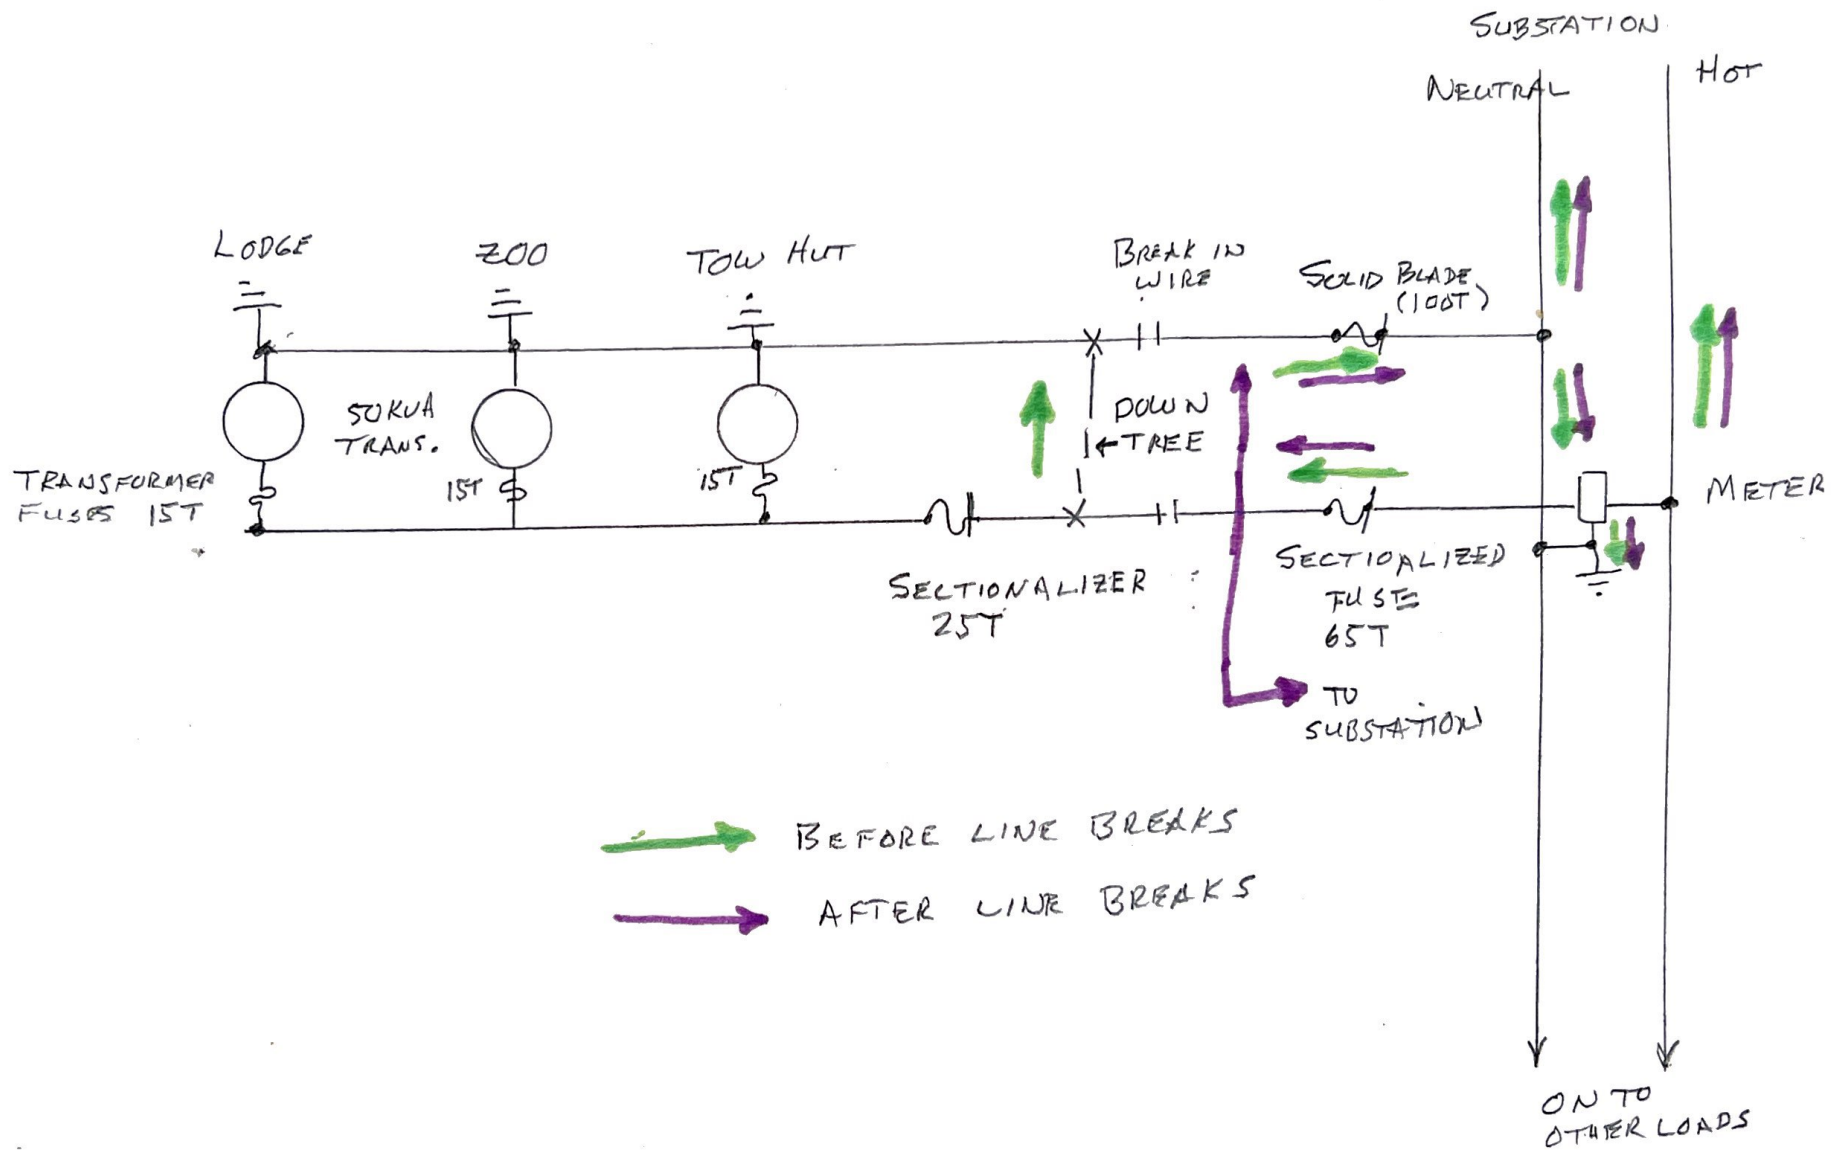 SUBSTATION
HOT
NEUTRAL
LODGE
ZOO
TOW HUT
BREAK IN
WIRE
SOLID BLADE
(100T)
50KVA
TRANS.
DOWN
TREE
TRANSFORMER
FUSES 15T
15T
15T
METER
SECTIONALIZER
25T
SECTIOALIZED
FUSE
65T
TO
SUBSTATION
BEFORE LINE BREAKS
AFTER LINE BREAKS
ON TO
OTHER LOADS